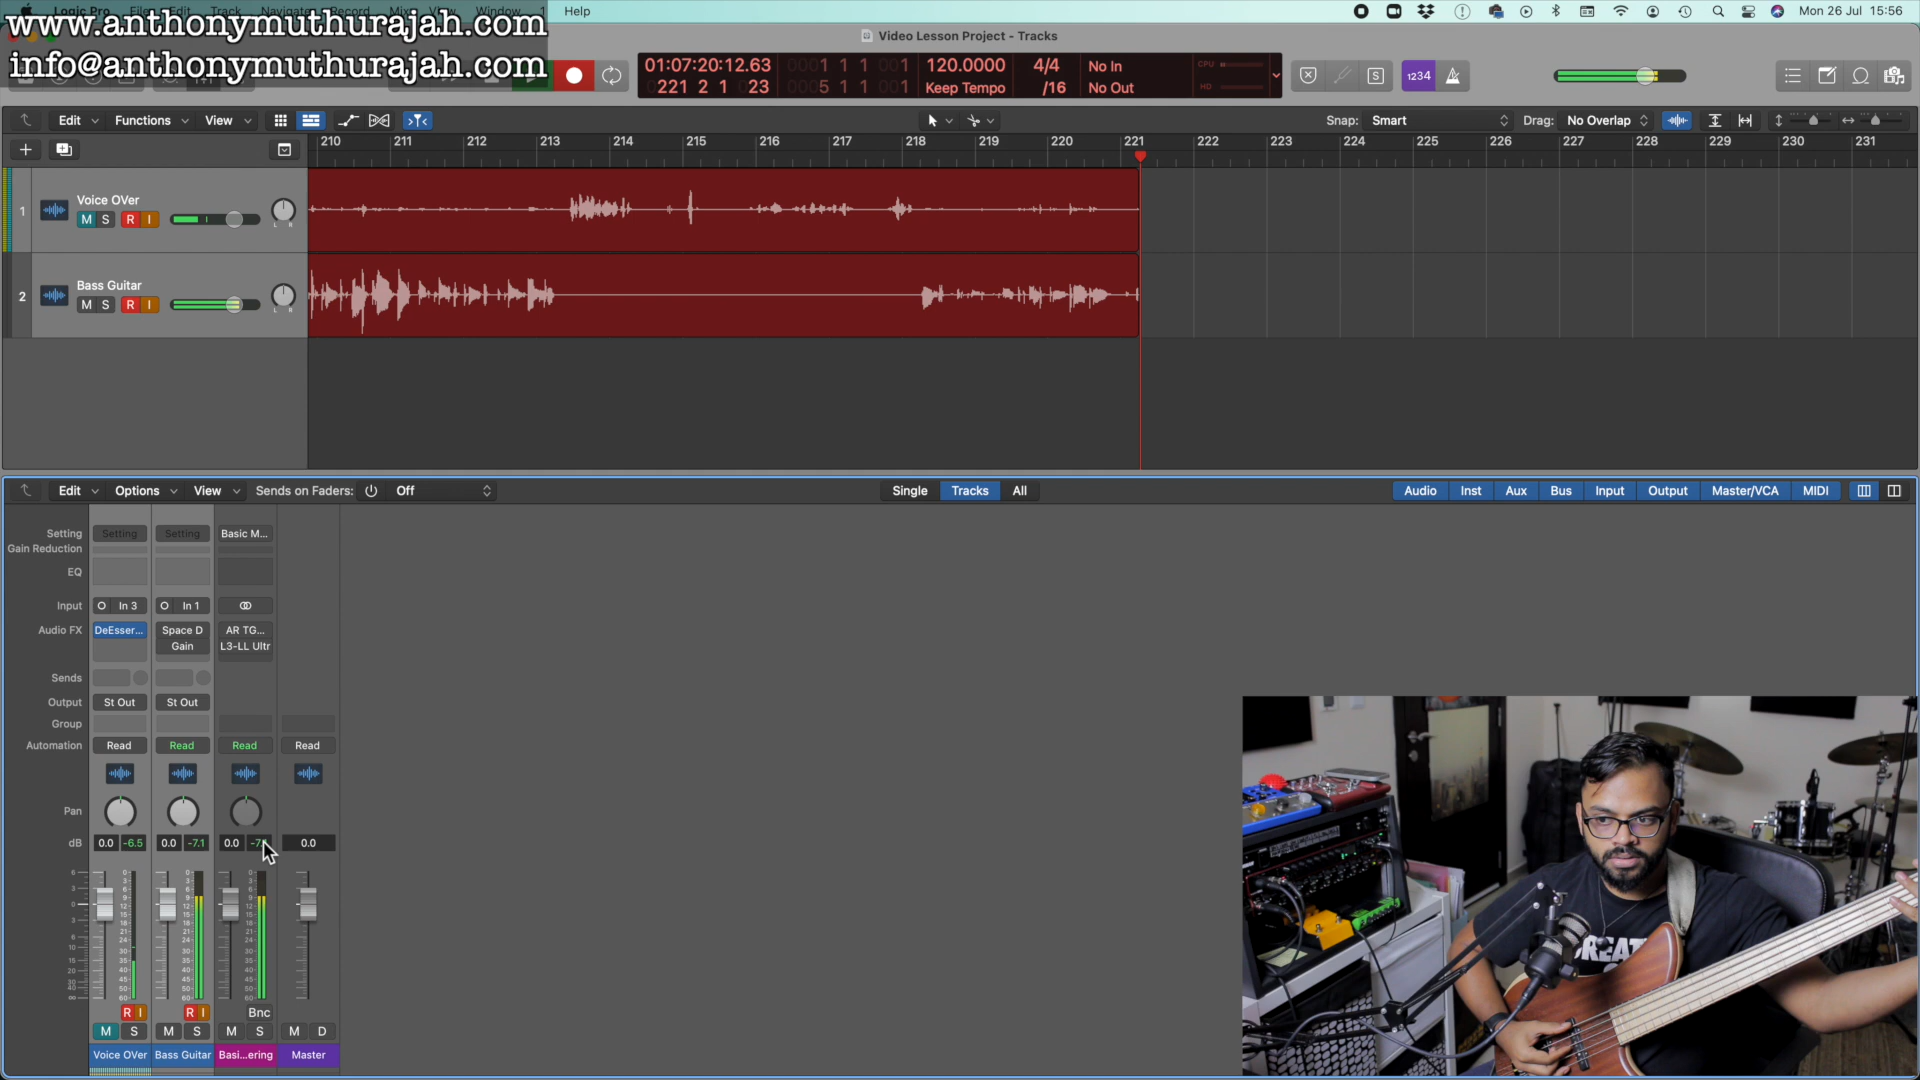 www.anthonymuthurajah.com
info@anthonymuthurajah.com
Help
Mon 26 Jul 15:56
Video Lesson Project - Tracks
01:07:20:12.63
221 2 1 23
120.0000
Keep Tempo
4/4
/16
No In
No Out
CPU
HD
1234
Edit
Functions
View
Snap:
Smart
Drag:
No Overlap
210 211 212 213 214 215 216 217 218 219 220 221 222 223 224 225 226 227 228 229 230 231
1
Voice OVer
M S R I
L R
2
Bass Guitar
M S R I
L R
Edit
Options
View
Sends on Faders:
Off
Single
Tracks
All
Audio
Inst
Aux
Bus
Input
Output
Master/VCA
MIDI
Setting
Setting
Setting
Basic M...
Gain Reduction
EQ
Input
In 3
In 1
Audio FX
DeEsser...
Space D
AR TG...
Gain
L3-LL Ultr
Sends
Output
St Out
St Out
Group
Automation
Read
Read
Read
Read
Pan
dB
0.0 -6.5
0.0 -7.1
0.0
0.0
R I
R I
Bnc
M S
M S
M S
M D
Voice OVer
Bass Guitar
Basi...ering
Master